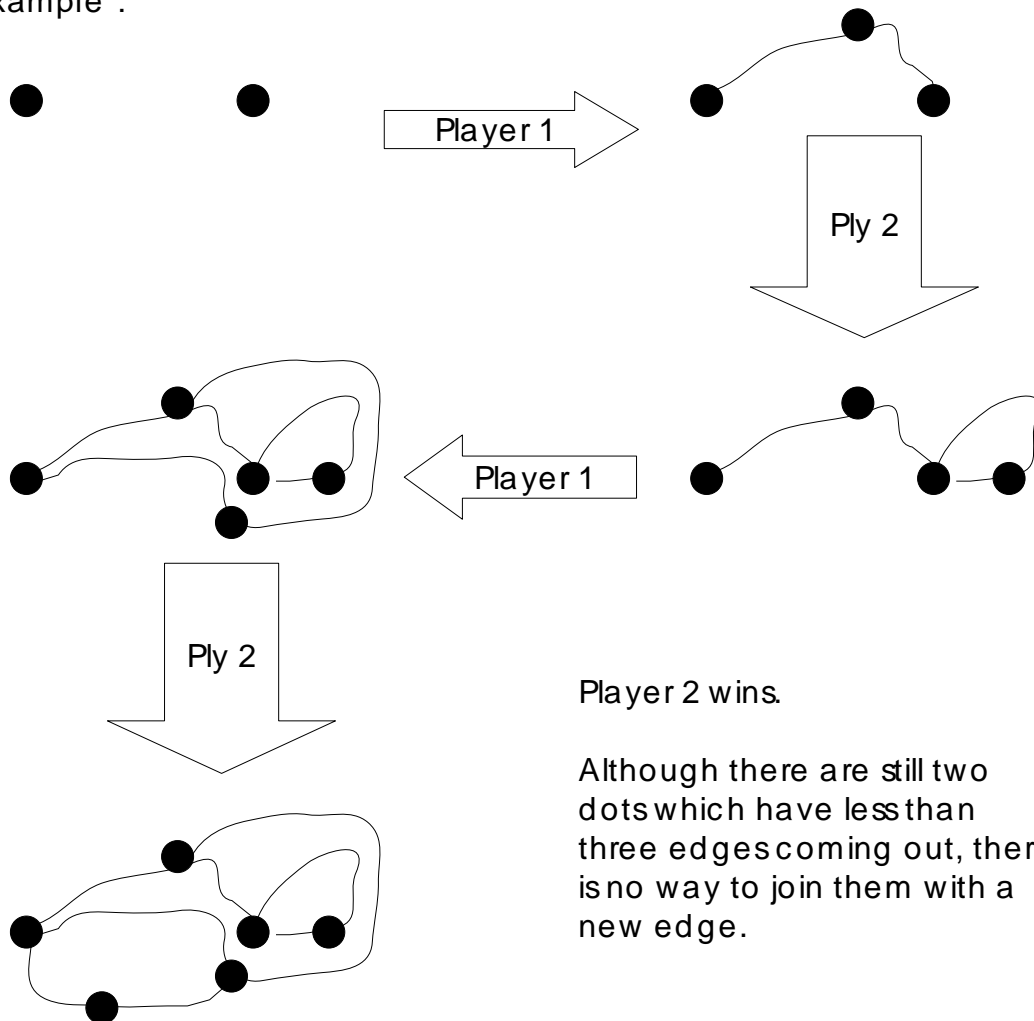 xample :
Player 1
Ply 2
Player 1
Ply 2
Player 2 wins.
Although there are still two
dots which have less than
three edges coming out, ther
is no way to join them with a
new edge.